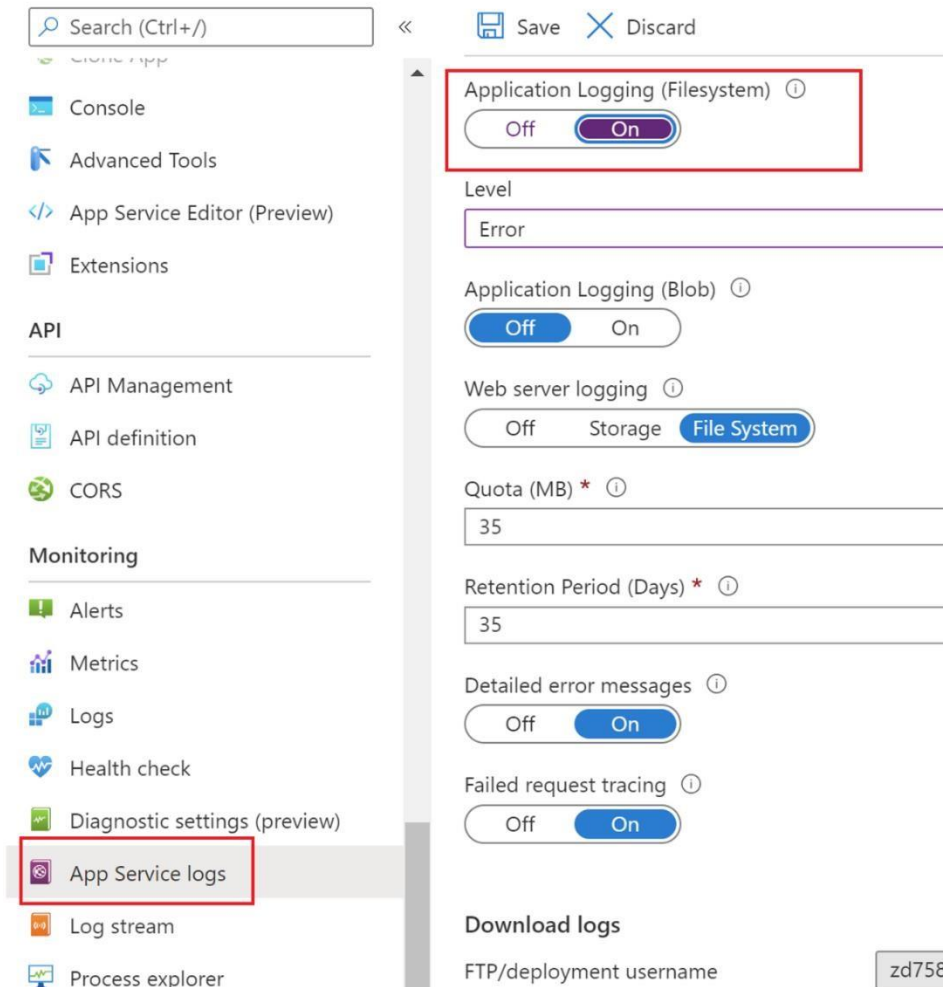 Search (Ctrl+/)
Clone App
Console
Advanced Tools
App Service Editor (Preview)
Extensions
API
API Management
API definition
CORS
Monitoring
Alerts
Metrics
Logs
Health check
Diagnostic settings (preview)
App Service logs
Log stream
Process explorer
Save Discard
Application Logging (Filesystem)
Off On
Level
Error
Application Logging (Blob)
Off On
Web server logging
Off Storage File System
Quota (MB) *
35
Retention Period (Days) *
35
Detailed error messages
Off On
Failed request tracing
Off On
Download logs
FTP/deployment username
zd758